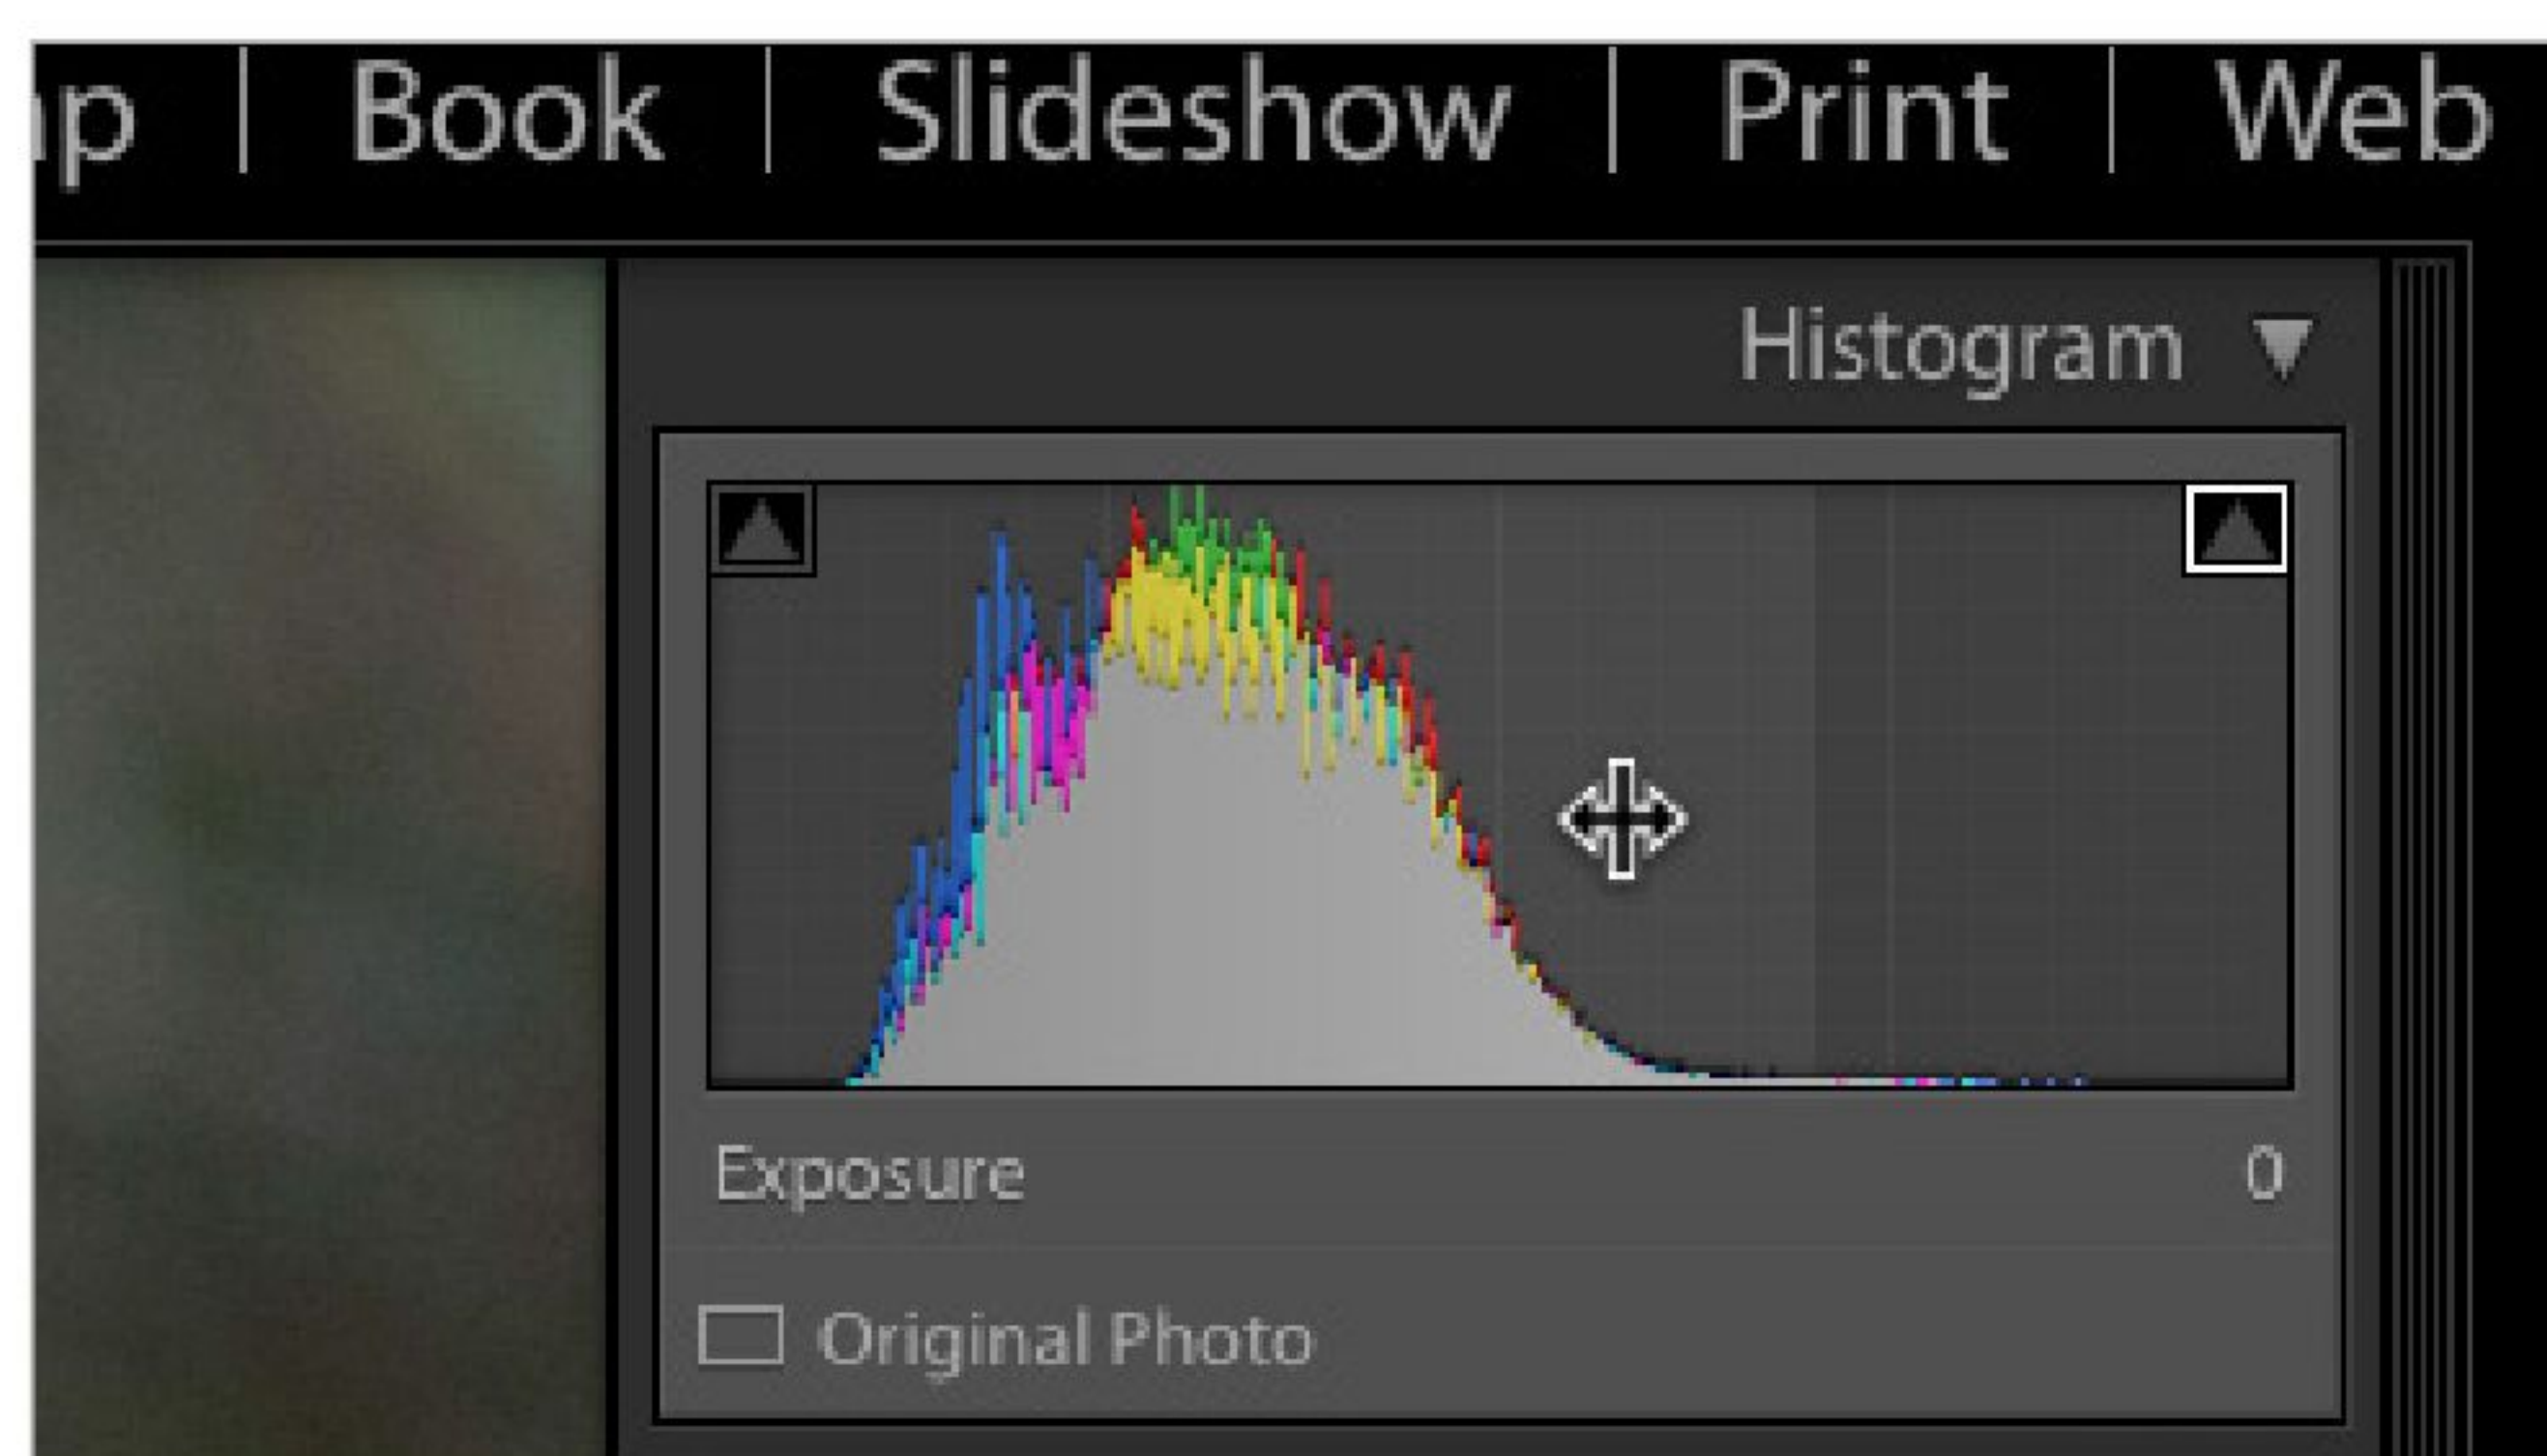 Book | Slideshow | Print | Web
Histogram
Exposure 0
Original Photo